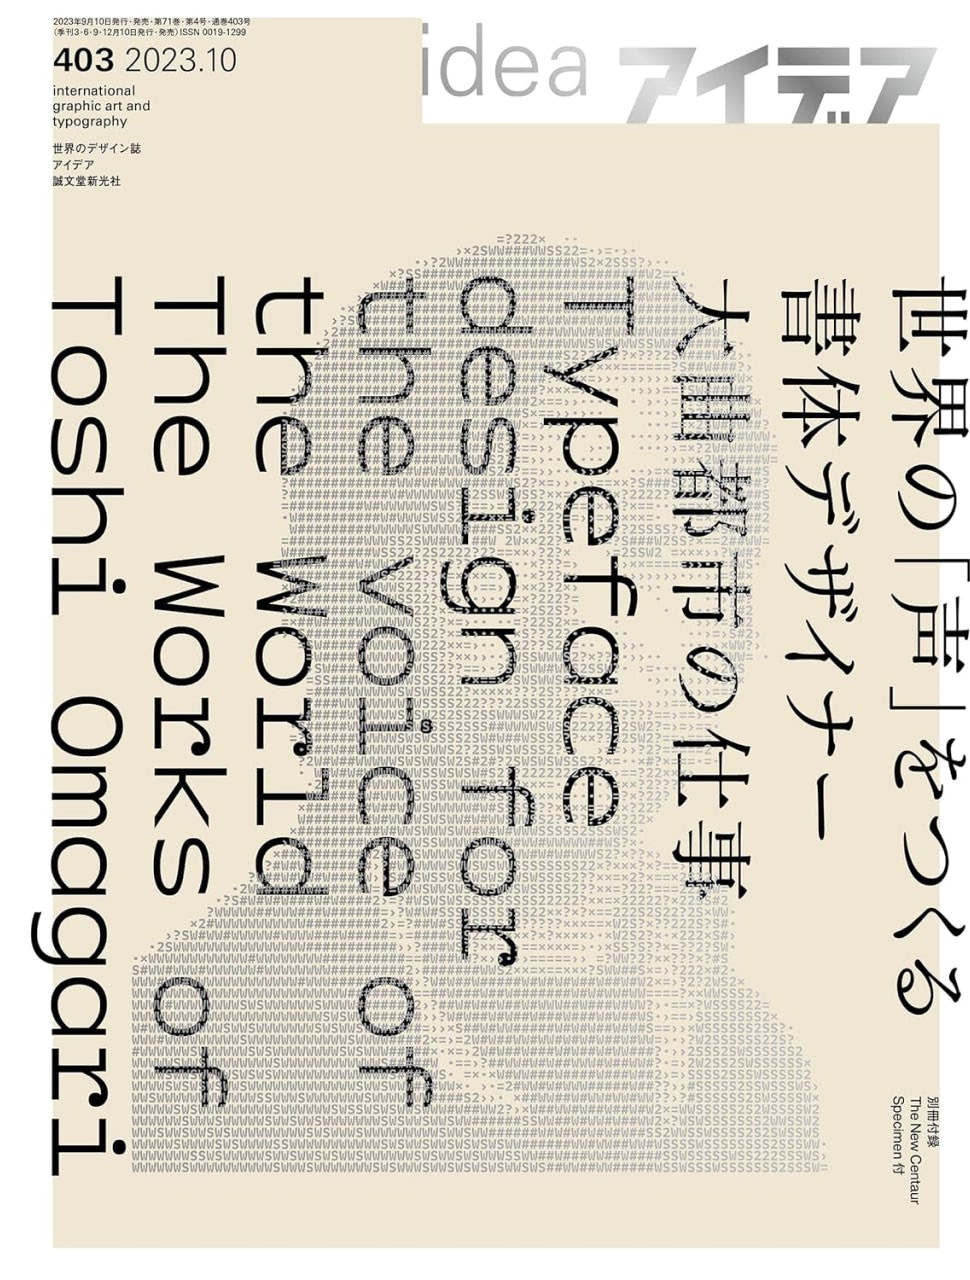 2023年9月10日発行・発売・第71巻・第4号・通巻403号
(季刊3・6・9・12月10日発行・発売) ISSN 0019-1299
403 2023.10
international
graphic art and
typography
世界のデザイン誌
アイデア
誠文堂新光社
idea アイデア
世界の「声」をつくる
書体デザイナー
大曲都市の仕事
Typeface
design for
the voice of
the world
The Works of
Toshi Omagari
別冊付録
The New Centaur
Specimen 付